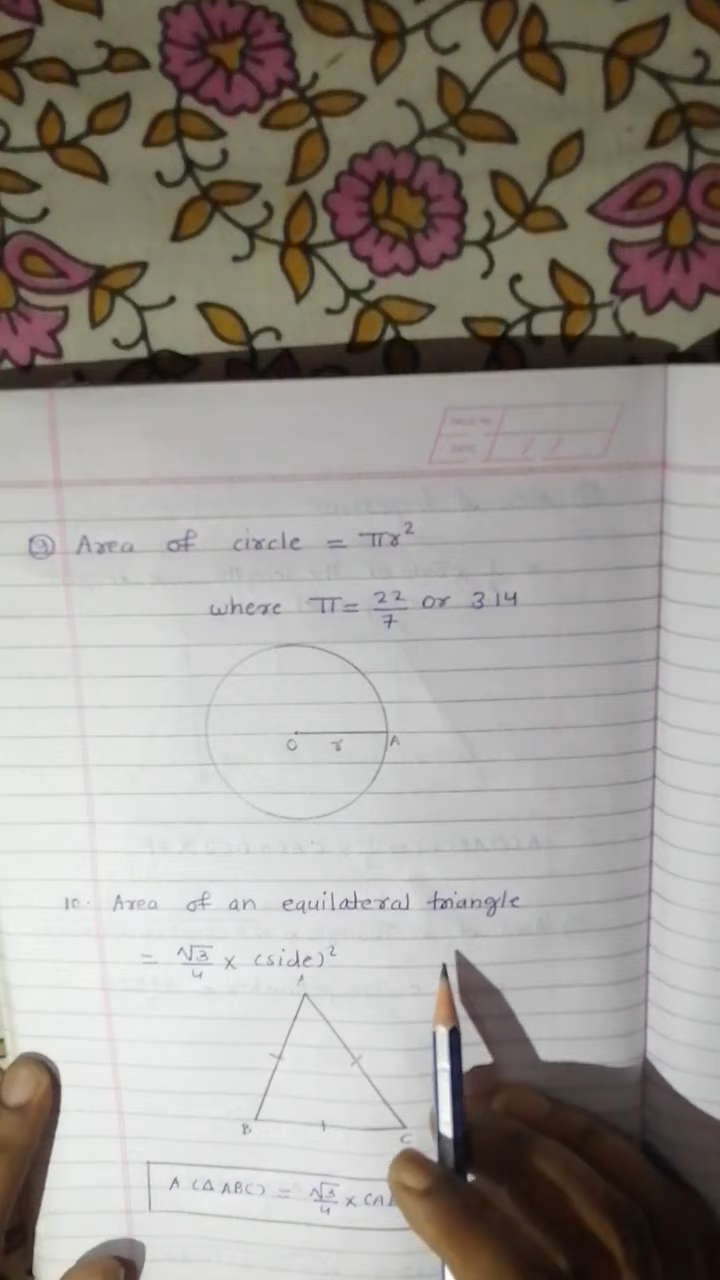 ⑨ Area of circle = πr²
where π = 22/7 or 3.14
O r A
10. Area of an equilateral triangle
= √3/4 × (side)²
A
B C
A (Δ ABC) = √3/4 ×